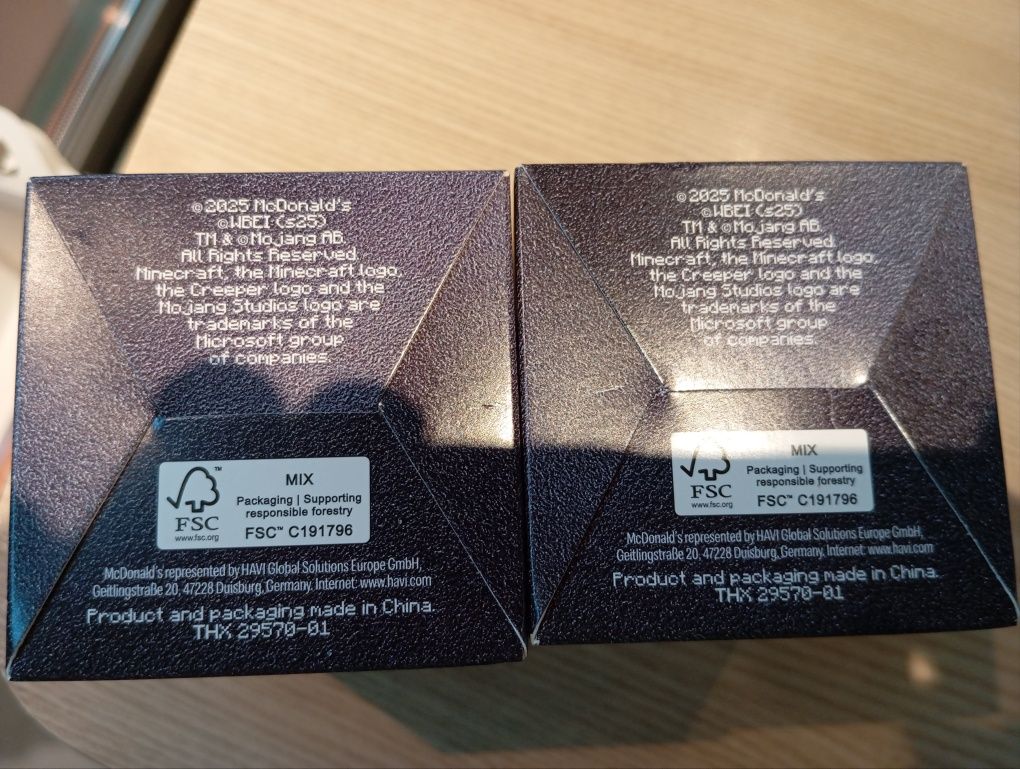 ©2025 McDonald's
©WBEI (s25)
TM & ©Mojang AB.
All Rights Reserved.
Minecraft, the Minecraft logo,
the Creeper logo and the
Mojang Studios logo are
trademarks of the
Microsoft group
of companies.
MIX
Packaging | Supporting
responsible forestry
FSC™ C191796
™
FSC
www.fsc.org
McDonald's represented by HAVI Global Solutions Europe GmbH,
Geitlingstraße 20, 47228 Duisburg, Germany. Internet: www.havi.com
Product and packaging made in China.
THX 29570-01
©2025 McDonald's
©WBEI (s25)
TM & ©Mojang AB.
All Rights Reserved.
Minecraft, the Minecraft logo,
the Creeper logo and the
Mojang Studios logo are
trademarks of the
Microsoft group
of companies.
MIX
Packaging | Supporting
responsible forestry
FSC™ C191796
FSC
www.fsc.org
McDonald's represented by HAVI Global Solutions Europe GmbH,
Geitlingstraße 20, 47228 Duisburg, Germany. Internet: www.havi.com
Product and packaging made in China.
THX 29570-01